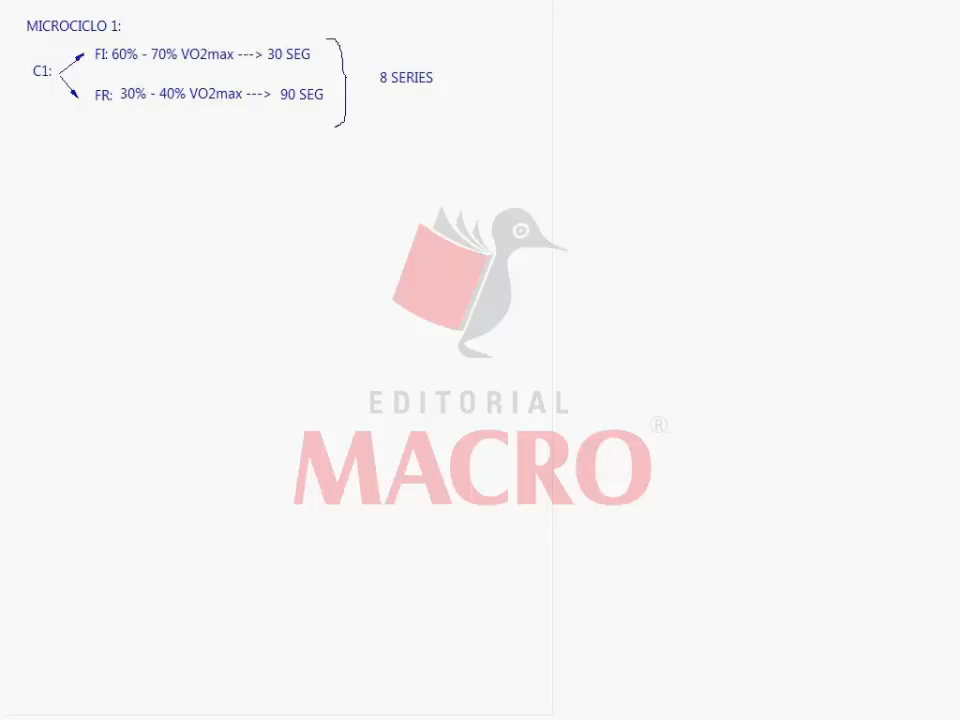 MICROCICLO 1:
FI: 60% - 70% VO2max ---> 30 SEG
C1:
8 SERIES
FR: 30% - 40% VO2max ---> 90 SEG
EDITORIAL
MACRO®